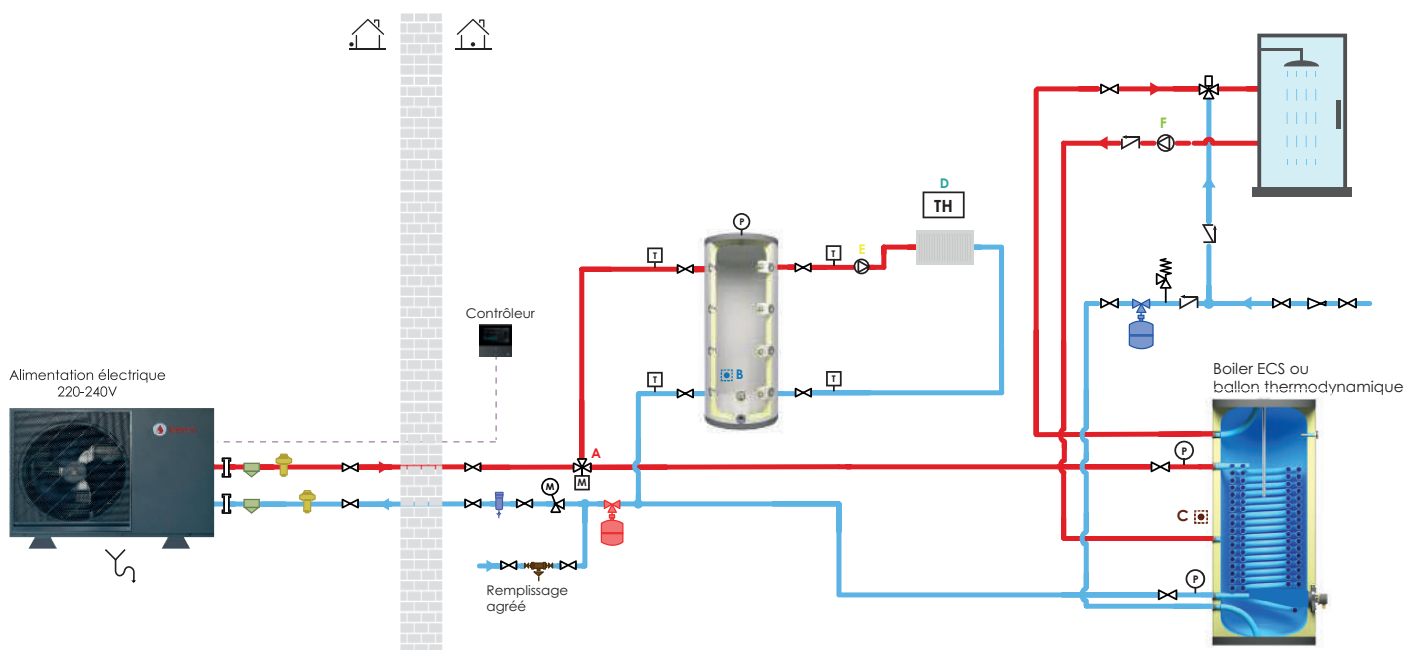 F
D
TH
P
T
T
E
Contrôleur
Alimentation électrique
220-240V
T
B
T
Boiler ECS ou
ballon thermodynamique
A
P
M
M
C
Remplissage
agréé
P